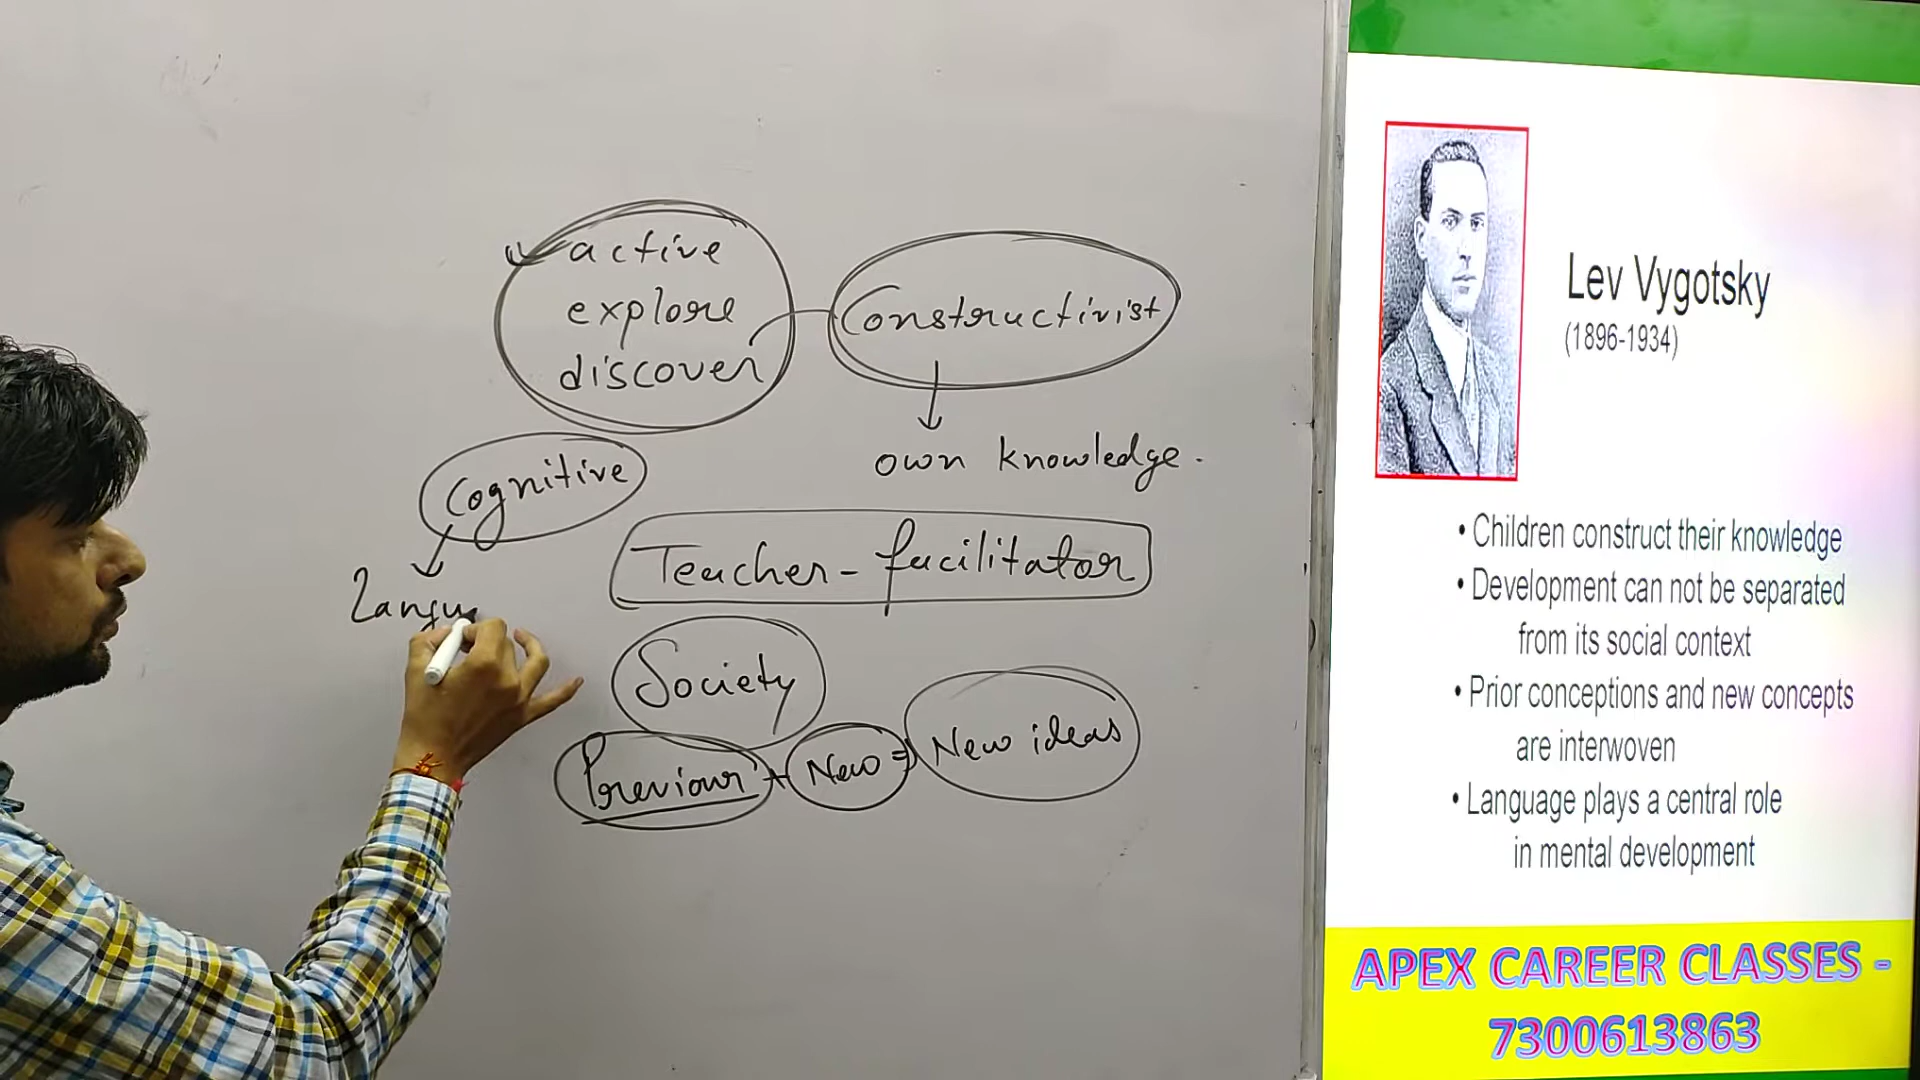 active
explore
discover
Constructivist
own knowledge.
Cognitive
Langu
Teacher - facilitator
Society
Previous + New = New ideas
Lev Vygotsky
(1896-1934)
• Children construct their knowledge
• Development can not be separated
from its social context
• Prior conceptions and new concepts
are interwoven
• Language plays a central role
in mental development
APEX CAREER CLASSES -
7300613863